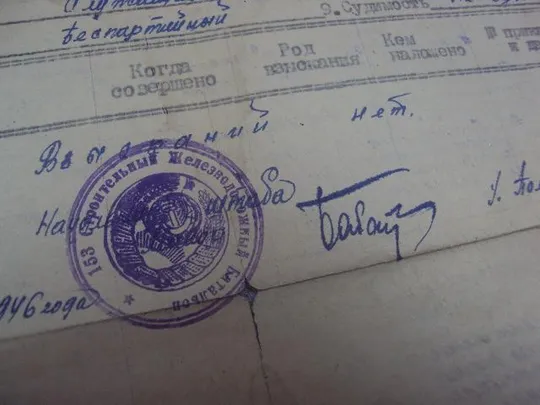 Служащий
9. Судимость
беспартийный
Когда совершено
Род взыскания
Кем наложено
Взысканий нет.
Начальник штаба
153 Строительный Железнодорожный Батальон
1946 года